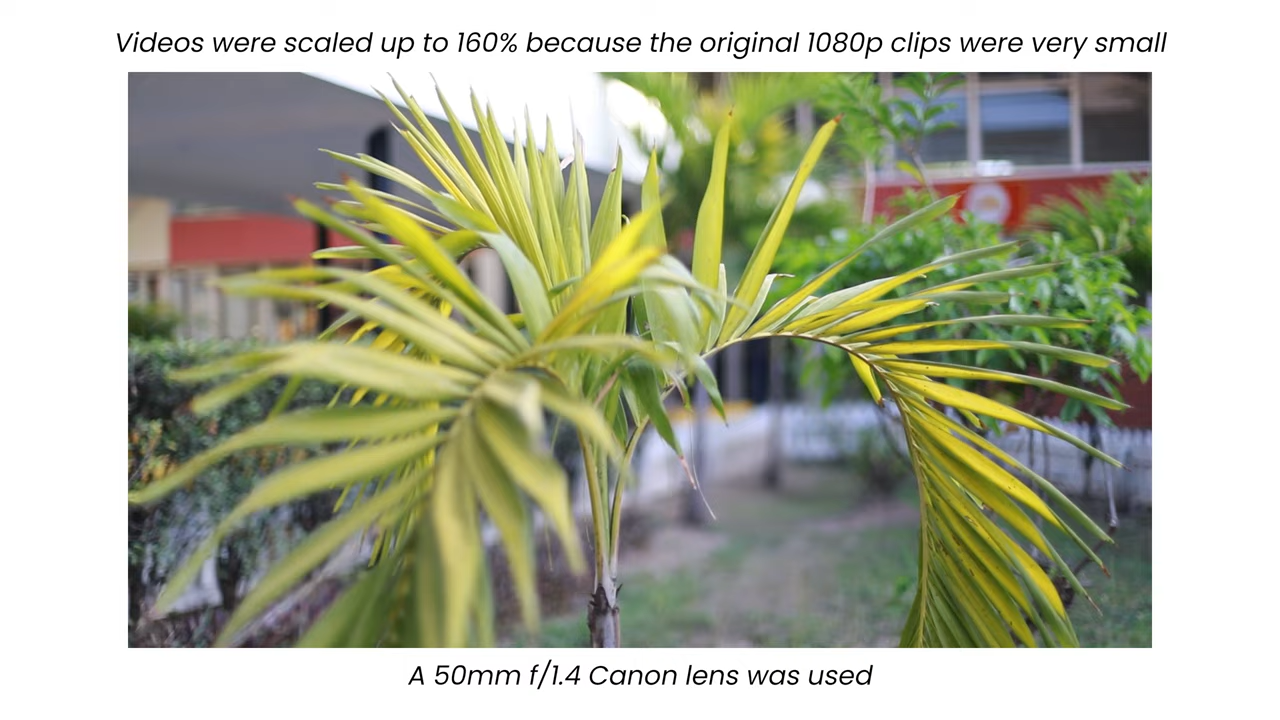 Videos were scaled up to 160% because the original 1080p clips were very small
A 50mm f/1.4 Canon lens was used